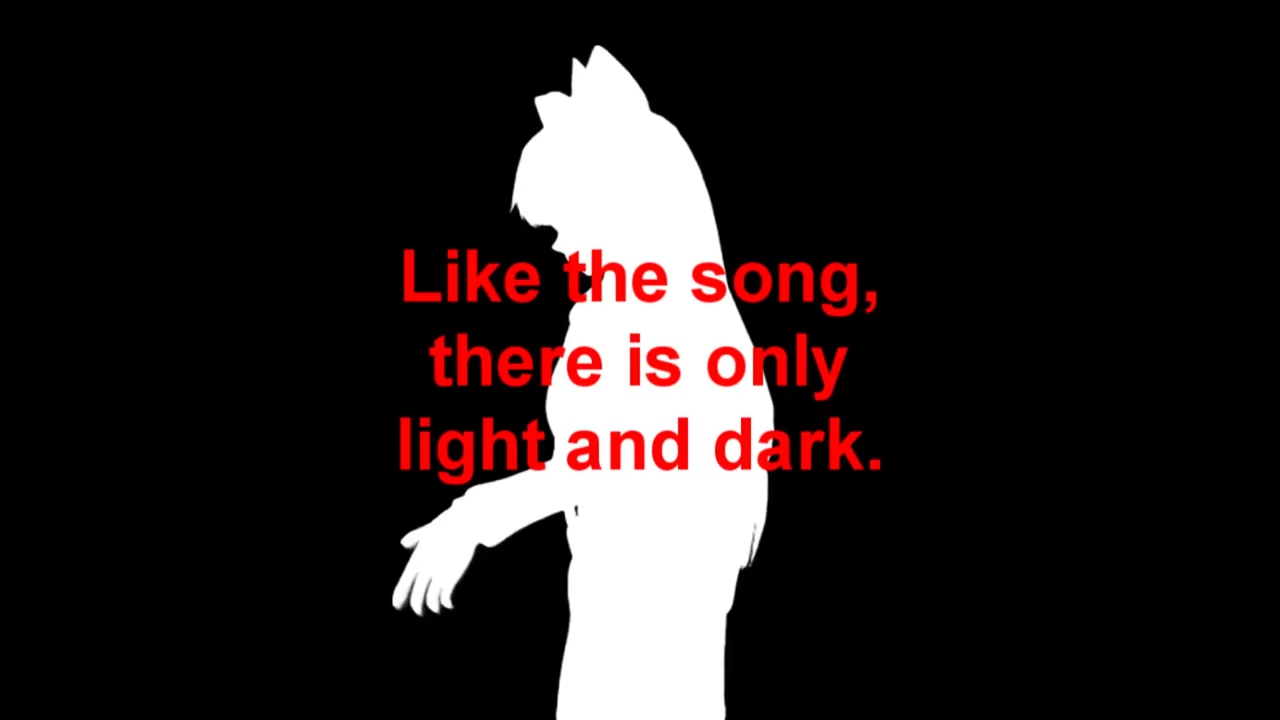 Like the song,
there is only
light and dark.